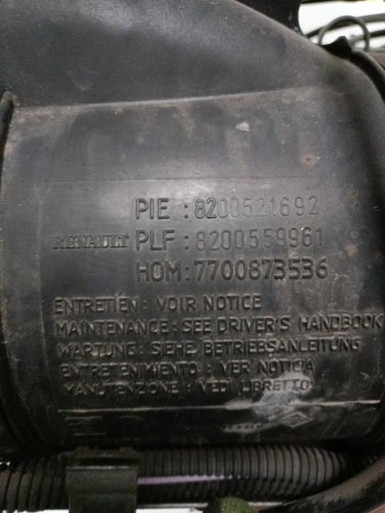 PIE : 8200521692
RENAULT PLF : 8200559961
HOM : 7700873536
ENTRETIEN : VOIR NOTICE
MAINTENANCE : SEE DRIVER'S HANDBOOK
WARTUNG : SIEHE BETRIEBSANLEITUNG
ENTRETENIMIENTO : VER NOTICIA
MANUTENZIONE : VEDI LIBRETTO